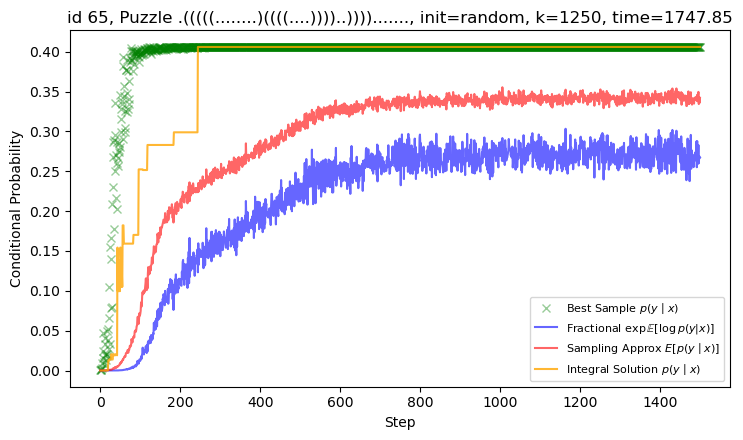 id 65, Puzzle .(((((........)((((....))))..))))......., init=random, k=1250, time=1747.85
Conditional Probability
0.40
0.35
0.30
0.25
0.20
0.15
0.10
0.05
0.00
Best Sample p(y | x)
Fractional exp𝔼[log p(y|x)]
Sampling Approx E[p(y | x)]
Integral Solution p(y | x)
0 200 400 600 800 1000 1200 1400
Step